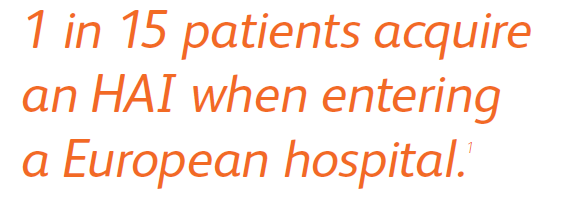 1 in 15 patients acquire
an HAI when entering
a European hospital.¹